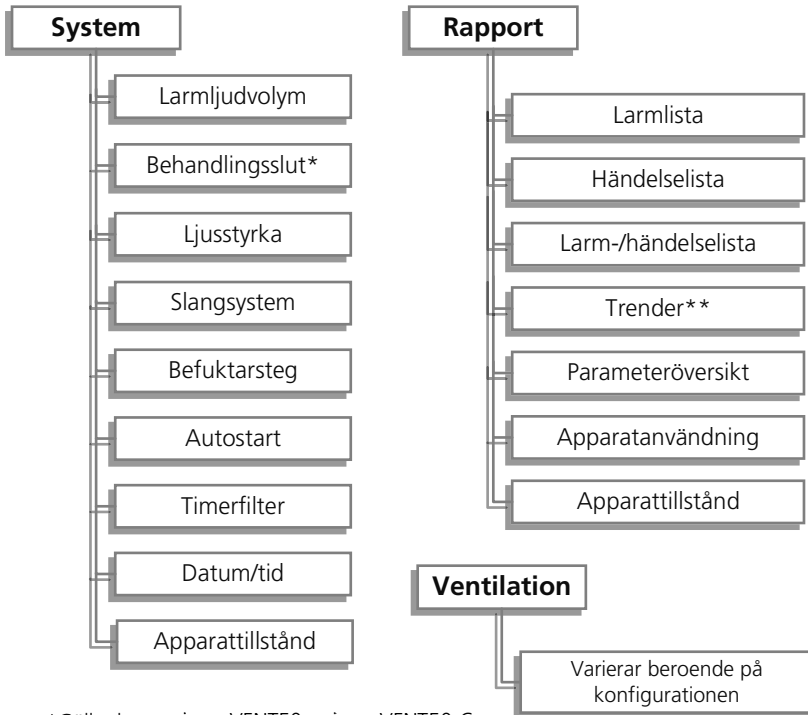 System
Larmljudvolym
Behandlingsslut*
Ljusstyrka
Slangsystem
Befuktarsteg
Autostart
Timerfilter
Datum/tid
Apparattillstånd
Rapport
Larmlista
Händelselista
Larm-/händelselista
Trender**
Parameteröversikt
Apparatanvändning
Apparattillstånd
Ventilation
Varierar beroende på
konfigurationen